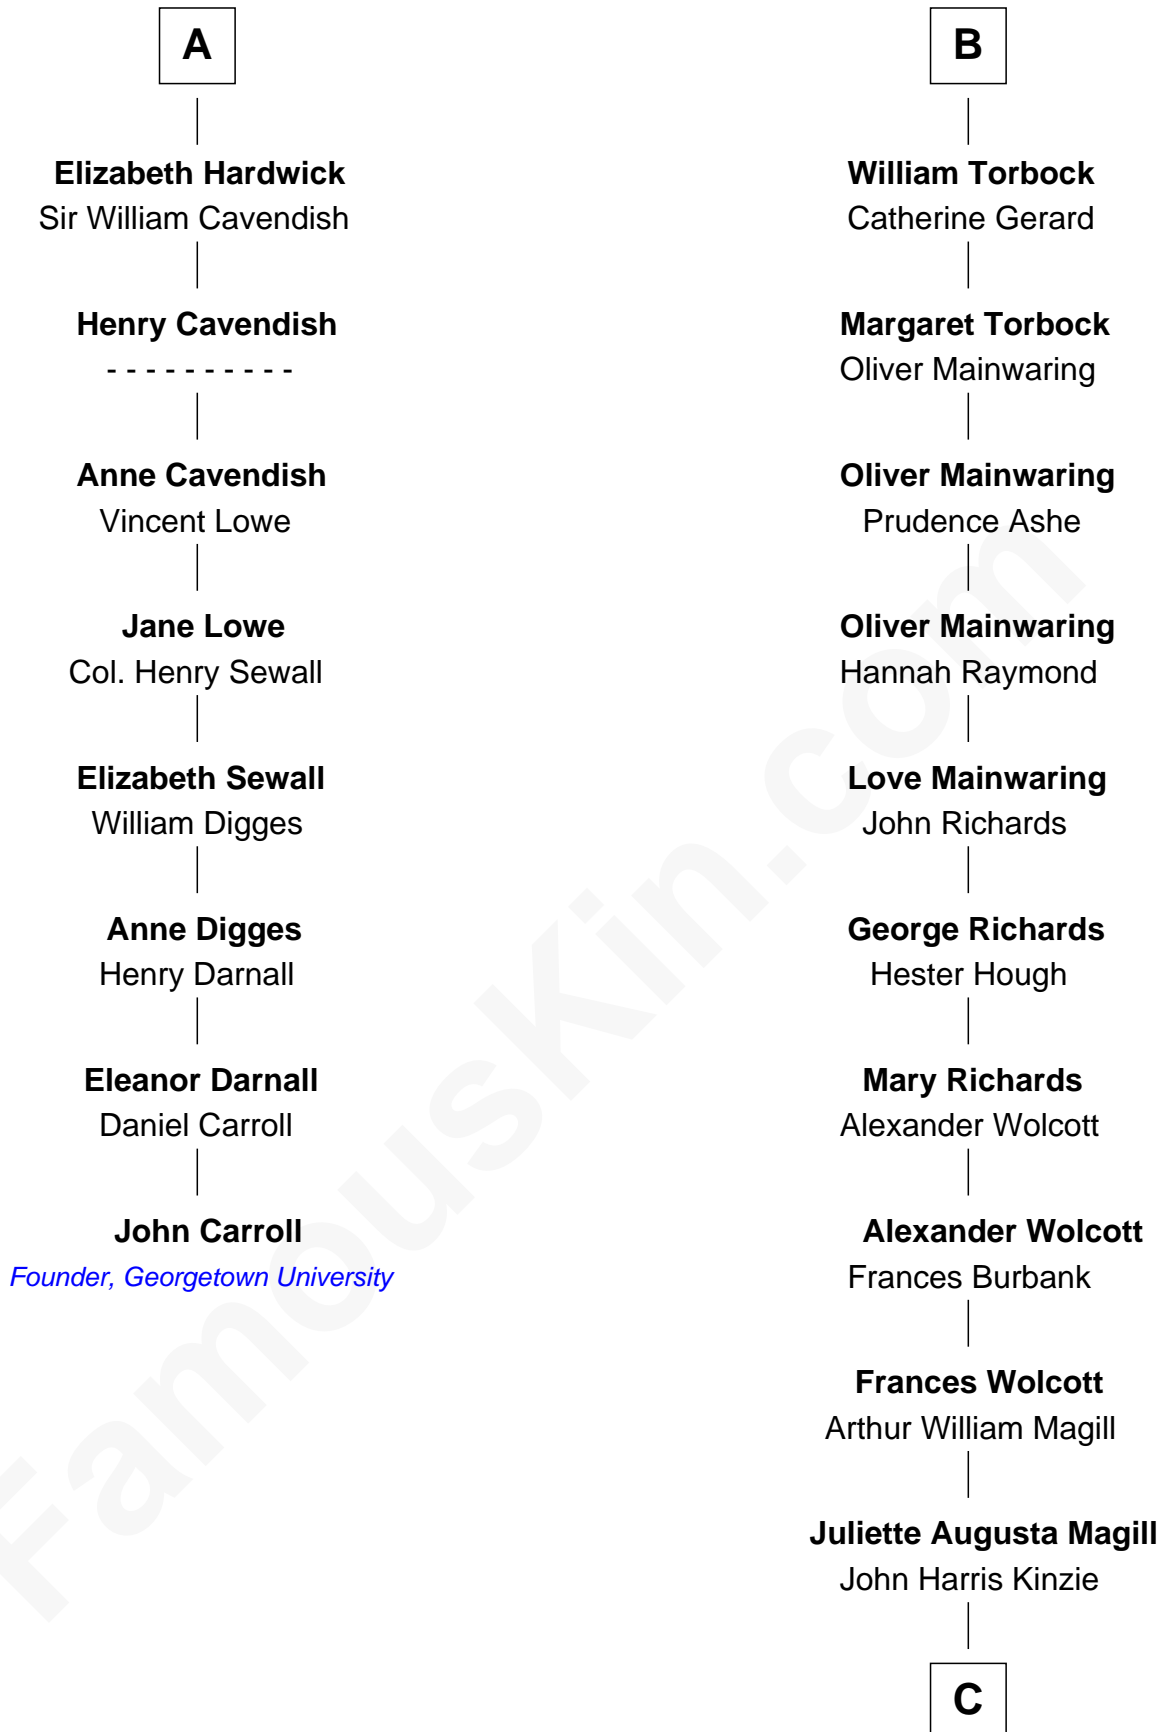 A
Elizabeth Hardwick
Sir William Cavendish
Henry Cavendish
- - - - - - - - - -
Anne Cavendish
Vincent Lowe
Jane Lowe
Col. Henry Sewall
Elizabeth Sewall
William Digges
Anne Digges
Henry Darnall
Eleanor Darnall
Daniel Carroll
John Carroll
Founder, Georgetown University
B
William Torbock
Catherine Gerard
Margaret Torbock
Oliver Mainwaring
Oliver Mainwaring
Prudence Ashe
Oliver Mainwaring
Hannah Raymond
Love Mainwaring
John Richards
George Richards
Hester Hough
Mary Richards
Alexander Wolcott
Alexander Wolcott
Frances Burbank
Frances Wolcott
Arthur William Magill
Juliette Augusta Magill
John Harris Kinzie
C
FamousKin.com